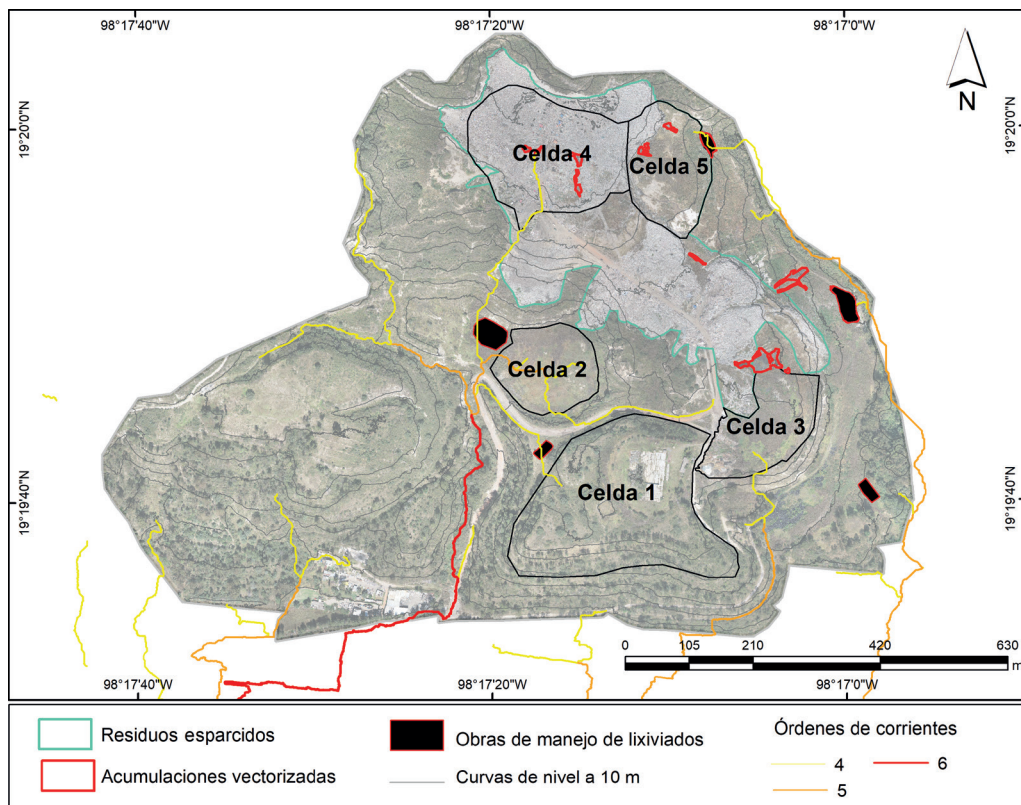 98°17'40"W
98°17'20"W
98°17'0"W
19°20'0"N
19°20'0"N
N
Celda 4
Celda 5
Celda 2
Celda 3
Celda 1
19°19'40"N
19°19'40"N
0 105 210 420 630
m
98°17'40"W
98°17'20"W
98°17'0"W
Residuos esparcidos
Acumulaciones vectorizadas
Obras de manejo de lixiviados
Curvas de nivel a 10 m
Órdenes de corrientes
4
6
5